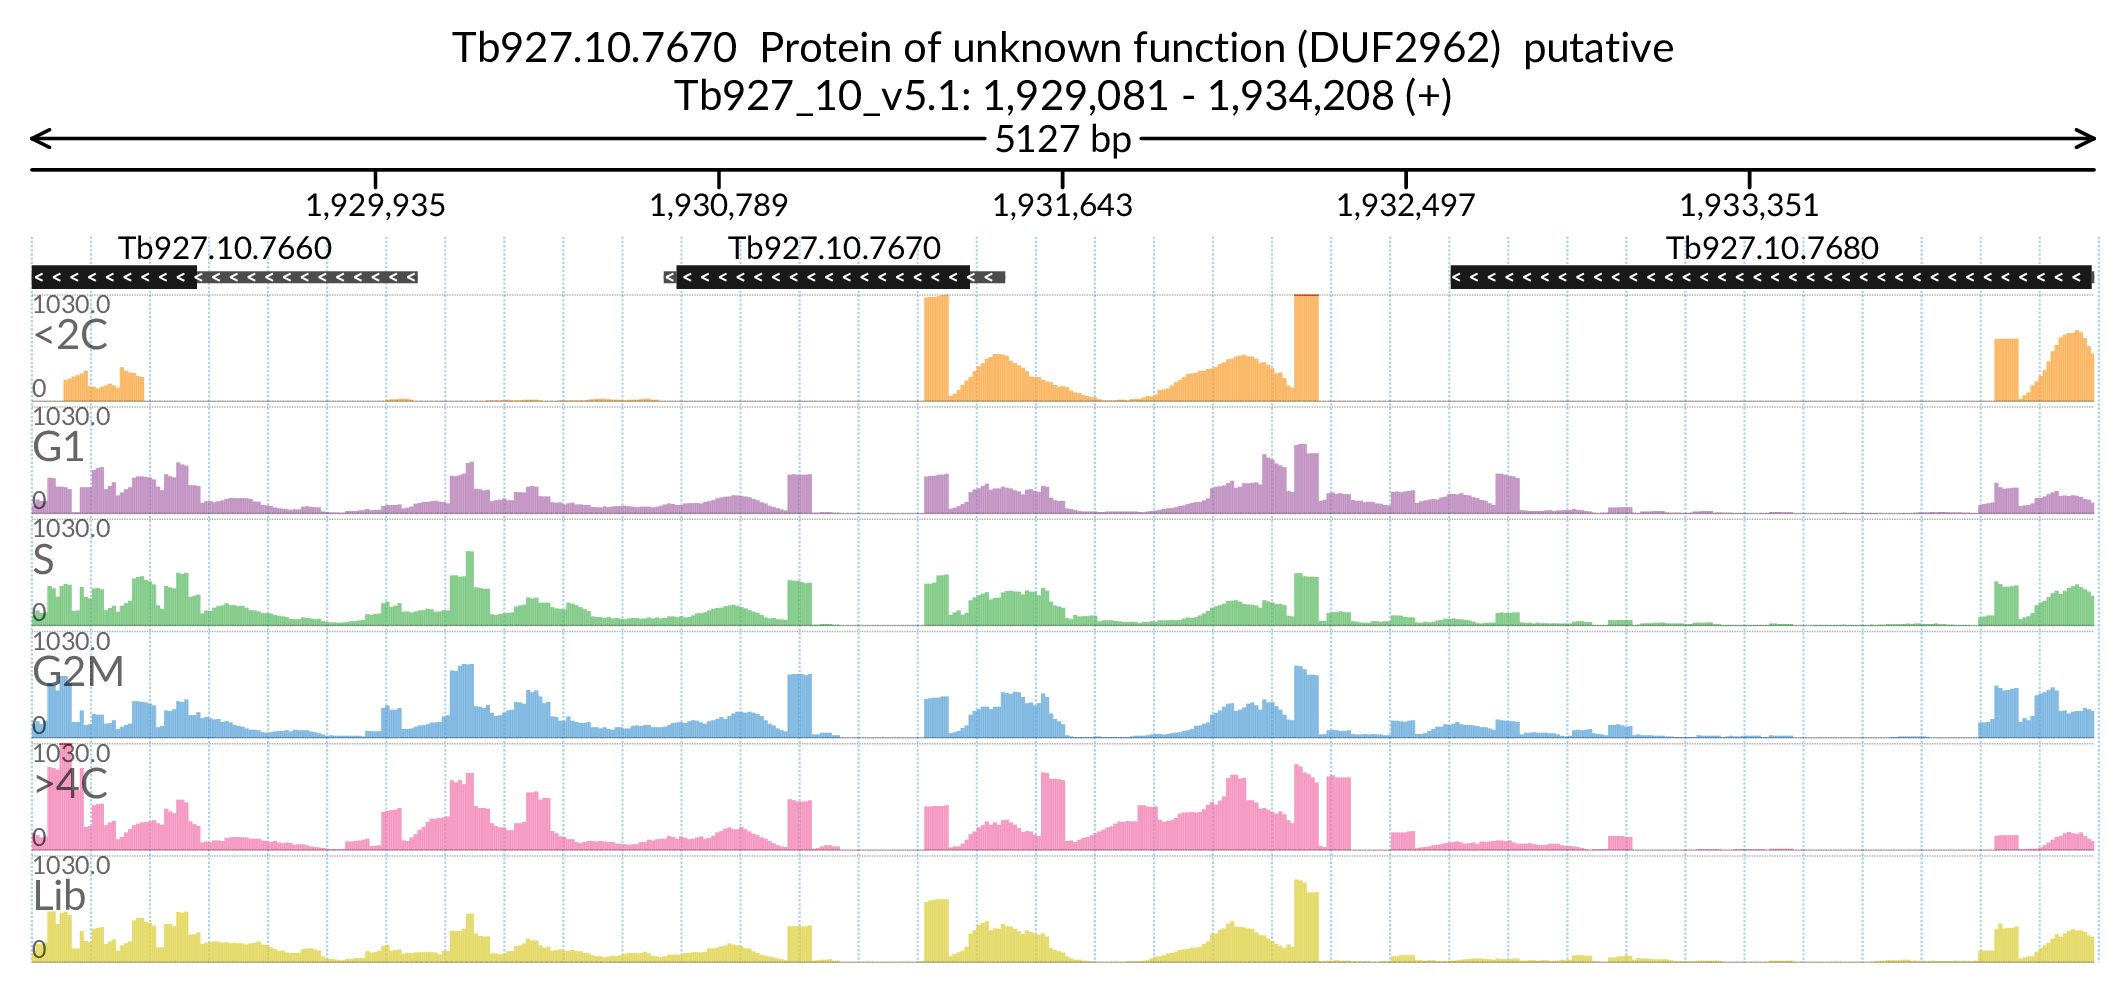 Tb927.10.7670 Protein of unknown function (DUF2962) putative
Tb927_10_v5.1: 1,929,081 - 1,934,208 (+)
5127 bp
1,929,935 1,930,789 1,931,643 1,932,497 1,933,351
Tb927.10.7660 Tb927.10.7670 Tb927.10.7680
1030.0
<2C
0
1030.0
G1
0
1030.0
S
0
1030.0
G2M
0
1030.0
>4C
0
1030.0
Lib
0